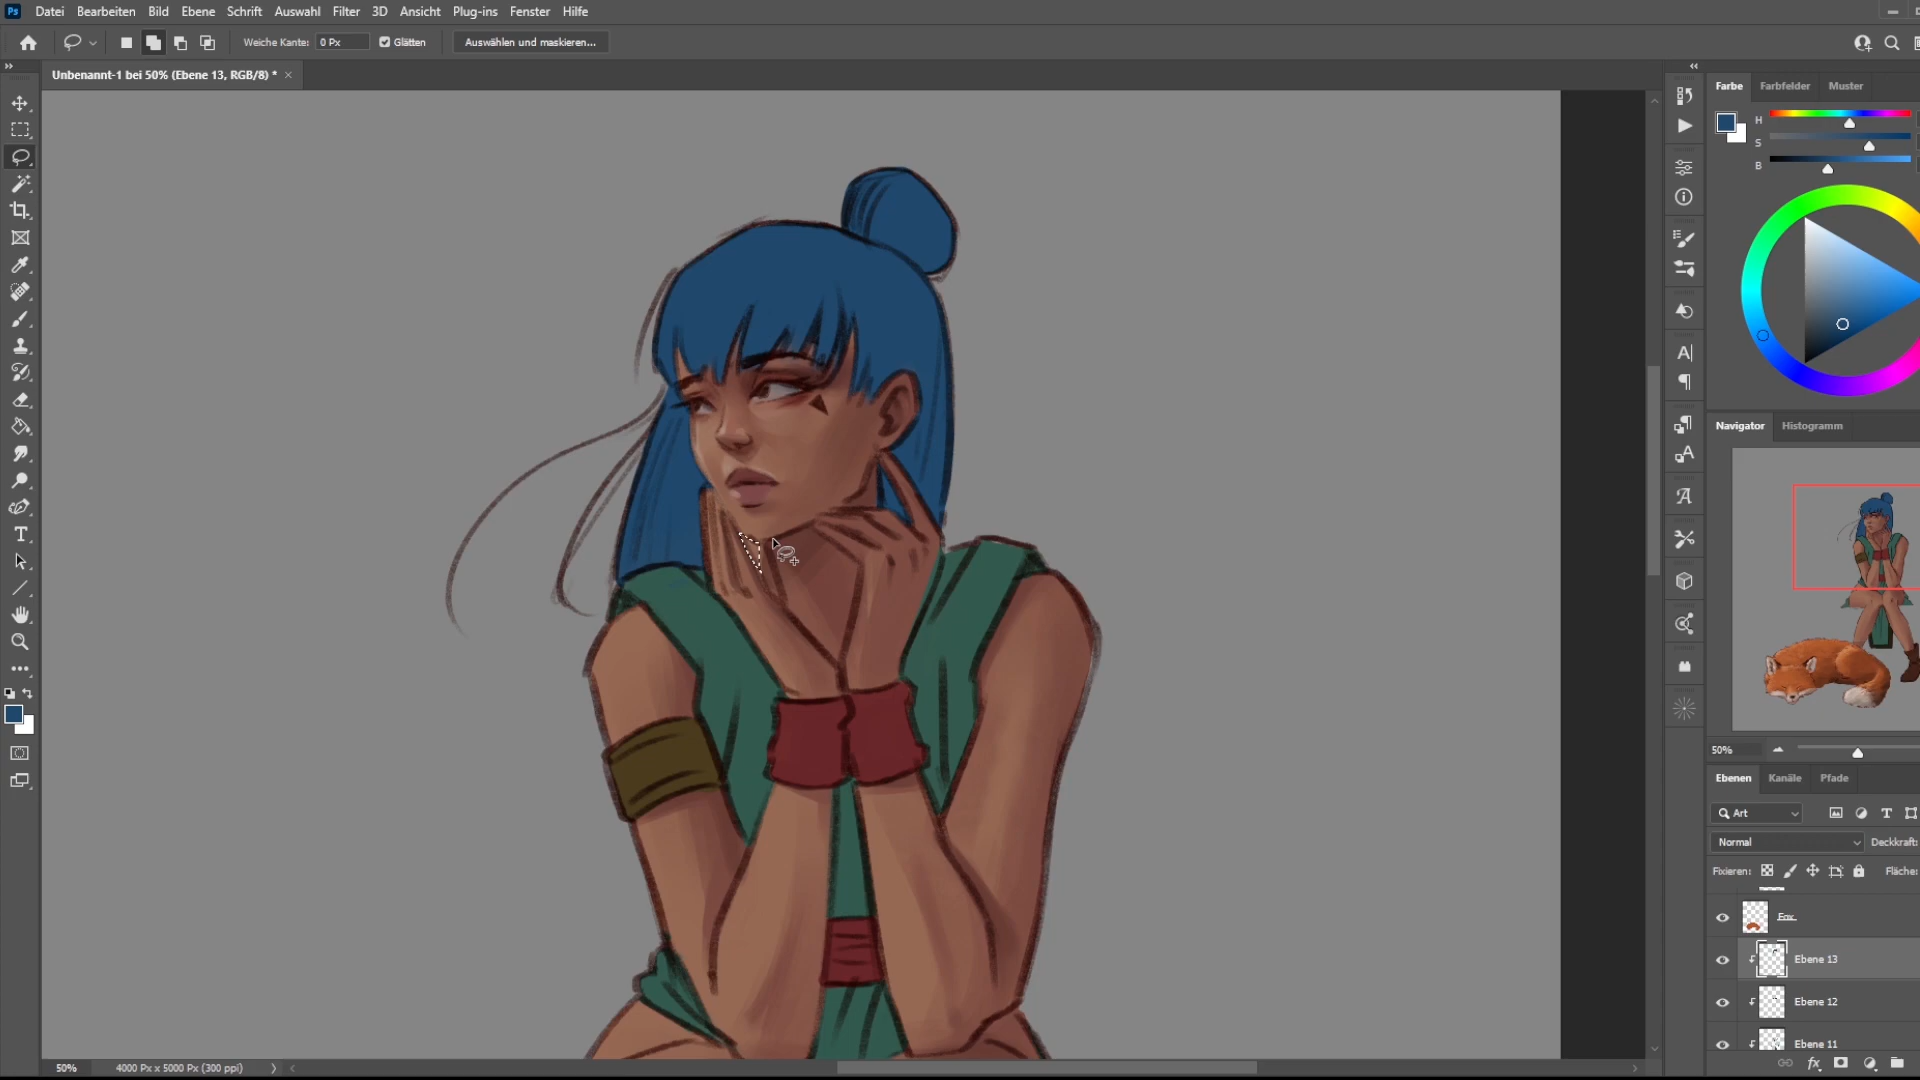 Ps Datei Bearbeiten Bild Ebene Schrift Auswahl Filter 3D Ansicht Plug-ins Fenster Hilfe
Weiche Kante: 0 Px Glätten Auswählen und maskieren...
Unbenannt-1 bei 50% (Ebene 13, RGB/8) * ×
Farbe Farbfelder Muster
H
S
B
Navigator Histogramm
50%
Ebenen Kanäle Pfade
Art
Normal Deckkraft:
Fixieren: Fläche:
Fox
Ebene 13
Ebene 12
Ebene 11
50% 4000 Px x 5000 Px (300 ppi)